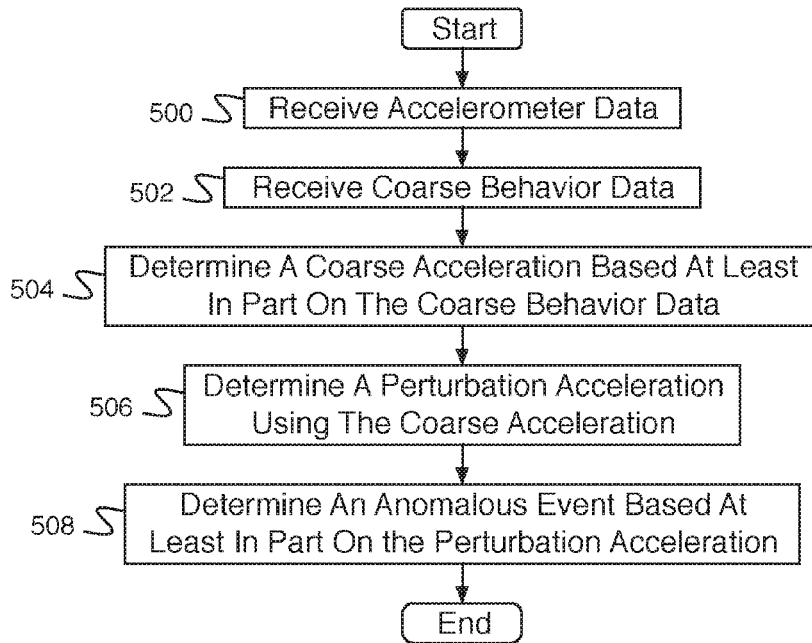 Start
500
Receive Accelerometer Data
502
Receive Coarse Behavior Data
504
Determine A Coarse Acceleration Based At Least
In Part On The Coarse Behavior Data
506
Determine A Perturbation Acceleration
Using The Coarse Acceleration
508
Determine An Anomalous Event Based At
Least In Part On the Perturbation Acceleration
End